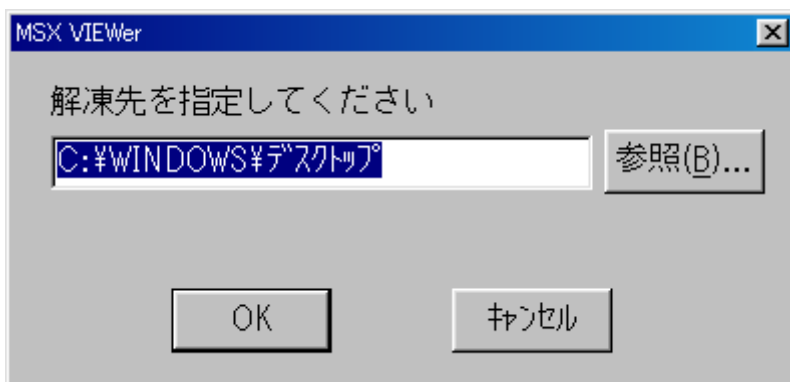 MSX VIEWer
解凍先を指定してください
C:¥WINDOWS¥ﾃﾞｽｸﾄｯﾌﾟ
参照(B)...
OK
ｷｬﾝｾﾙ